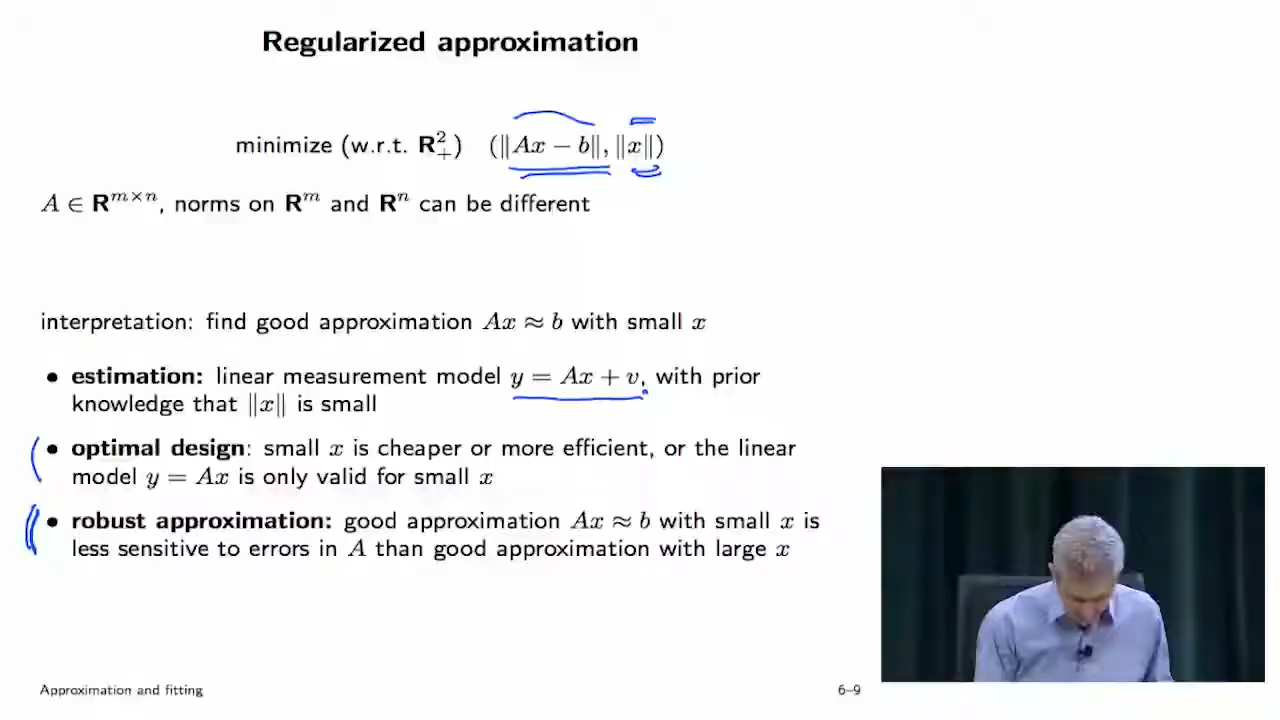 Regularized approximation
minimize (w.r.t. R²₊) (‖Ax − b‖, ‖x‖)
A ∈ Rᵐˣⁿ, norms on Rᵐ and Rⁿ can be different
interpretation: find good approximation Ax ≈ b with small x
• estimation: linear measurement model y = Ax + v, with prior
knowledge that ‖x‖ is small
• optimal design: small x is cheaper or more efficient, or the linear
model y = Ax is only valid for small x
• robust approximation: good approximation Ax ≈ b with small x is
less sensitive to errors in A than good approximation with large x
Approximation and fitting 6–9